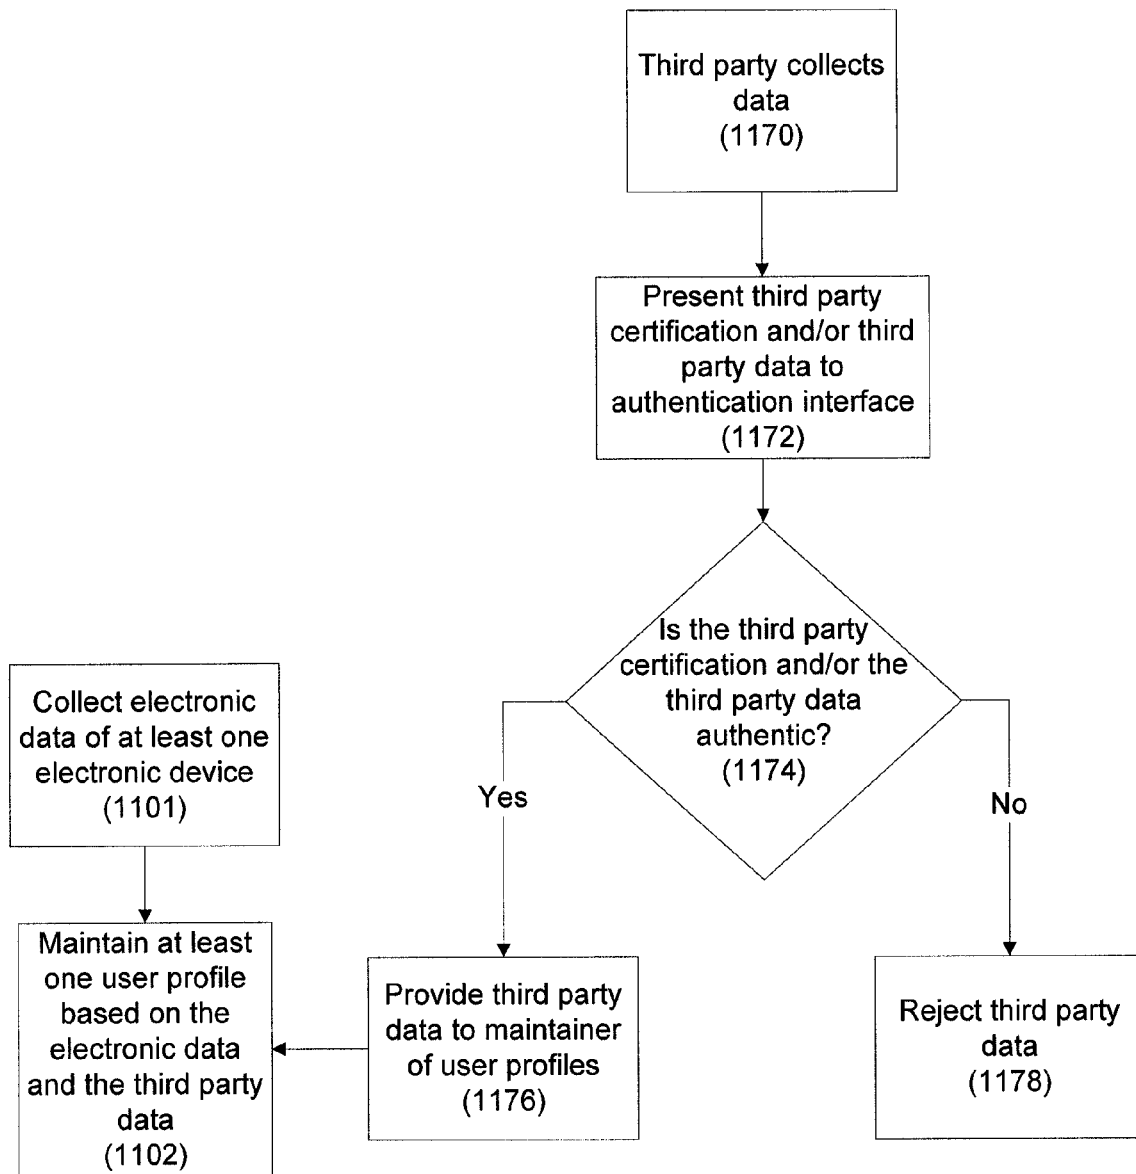 Third party collects
data
(1170)
Present third party
certification and/or third
party data to
authentication interface
(1172)
Is the third party
certification and/or the
third party data
authentic?
(1174)
Yes
No
Collect electronic
data of at least one
electronic device
(1101)
Maintain at least
one user profile
based on the
electronic data
and the third party
data
(1102)
Provide third party
data to maintainer
of user profiles
(1176)
Reject third party
data
(1178)